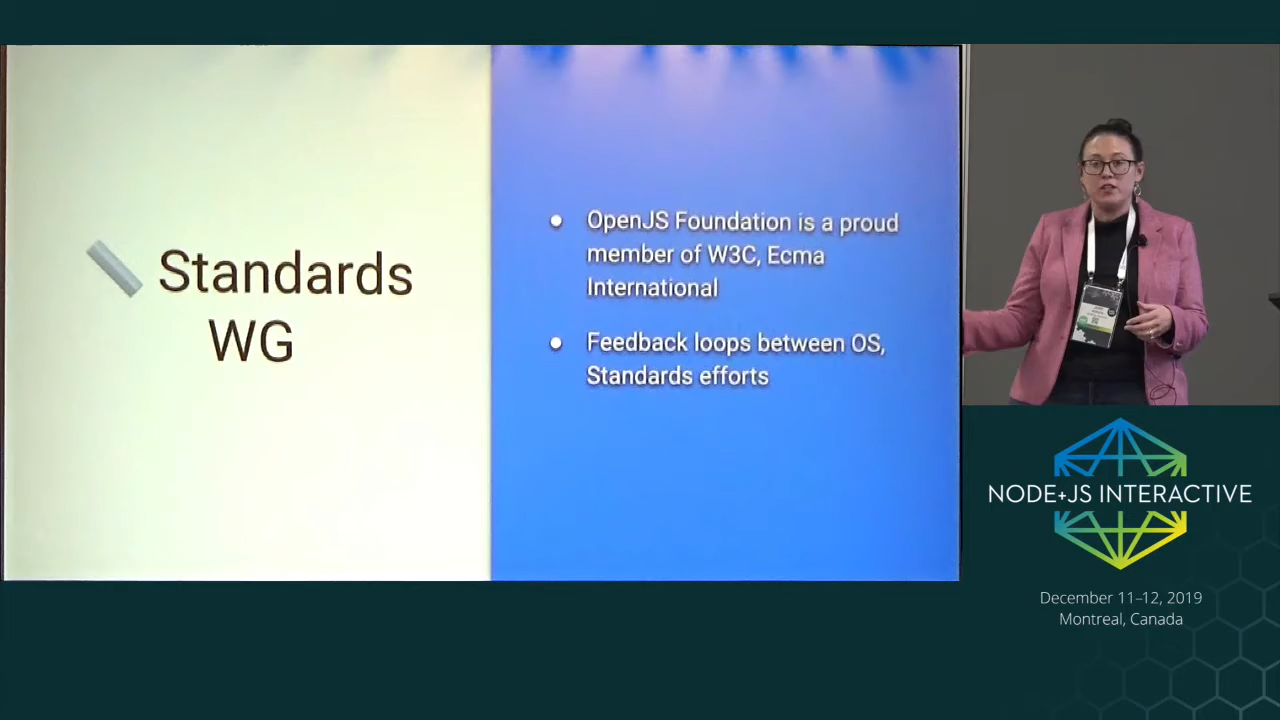 Standards
WG
● OpenJS Foundation is a proud
member of W3C, Ecma
International
● Feedback loops between OS,
Standards efforts
NODE+JS INTERACTIVE
December 11–12, 2019
Montreal, Canada